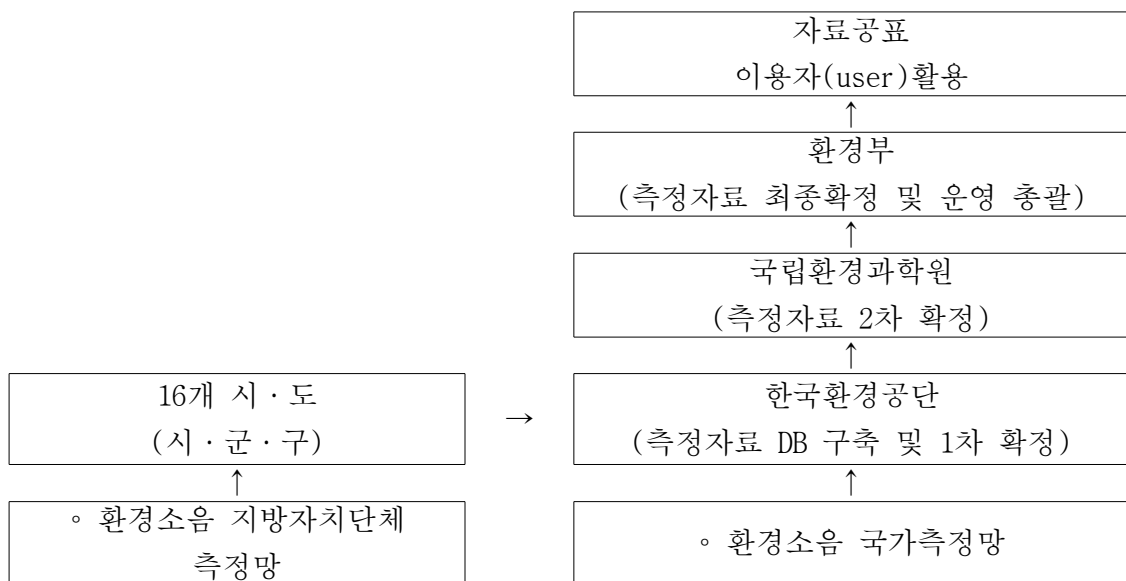 자료공표
이용자(user)활용
↑
환경부
(측정자료 최종확정 및 운영 총괄)
↑
국립환경과학원
(측정자료 2차 확정)
↑
16개 시·도
(시·군·구)
→
한국환경공단
(측정자료 DB 구축 및 1차 확정)
↑
↑
◦ 환경소음 지방자치단체
측정망
◦ 환경소음 국가측정망